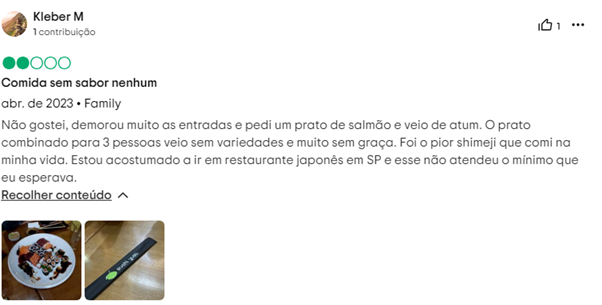 Kleber M
1 contribuição
1
Comida sem sabor nenhum
abr. de 2023 • Family
Não gostei, demorou muito as entradas e pedi um prato de salmão e veio de atum. O prato
combinado para 3 pessoas veio sem variedades e muito sem graça. Foi o pior shimeji que comi na
minha vida. Estou acostumado a ir em restaurante japonês em SP e esse não atendeu o mínimo que
eu esperava.
Recolher conteúdo